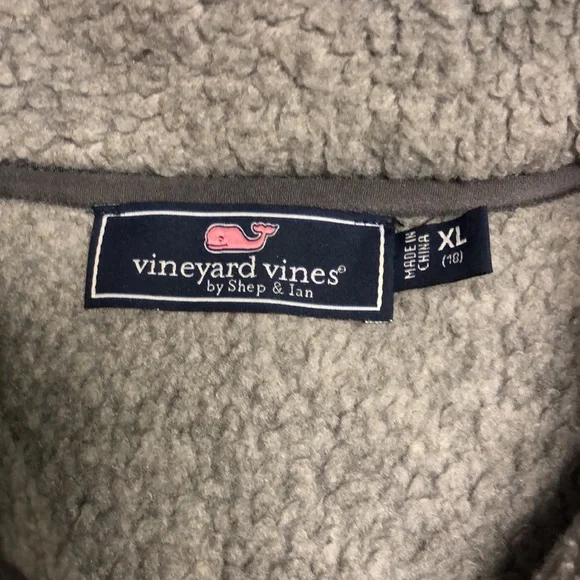 vineyard vines®
by Shep & Ian
MADE IN
CHINA
XL
(18)